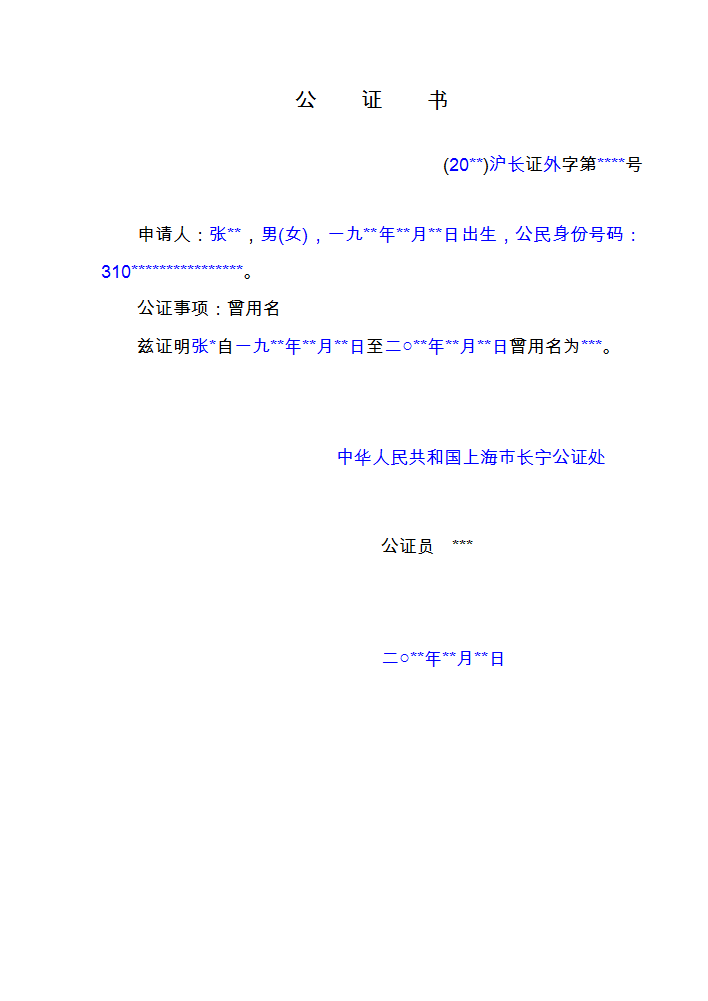 公 证 书
(20**)沪长证外字第****号
申请人：张**，男(女)，一九**年**月**日出生，公民身份号码：
310****************。
公证事项：曾用名
兹证明张*自一九**年**月**日至二○**年**月**日曾用名为***。
中华人民共和国上海市长宁公证处
公证员 ***
二○**年**月**日